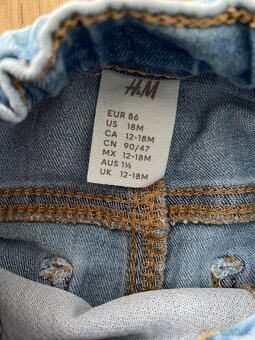 H&M
EUR 86
US 18M
CA 12-18M
CN 90/47
MX 12-18M
AUS 1½
UK 12-18M